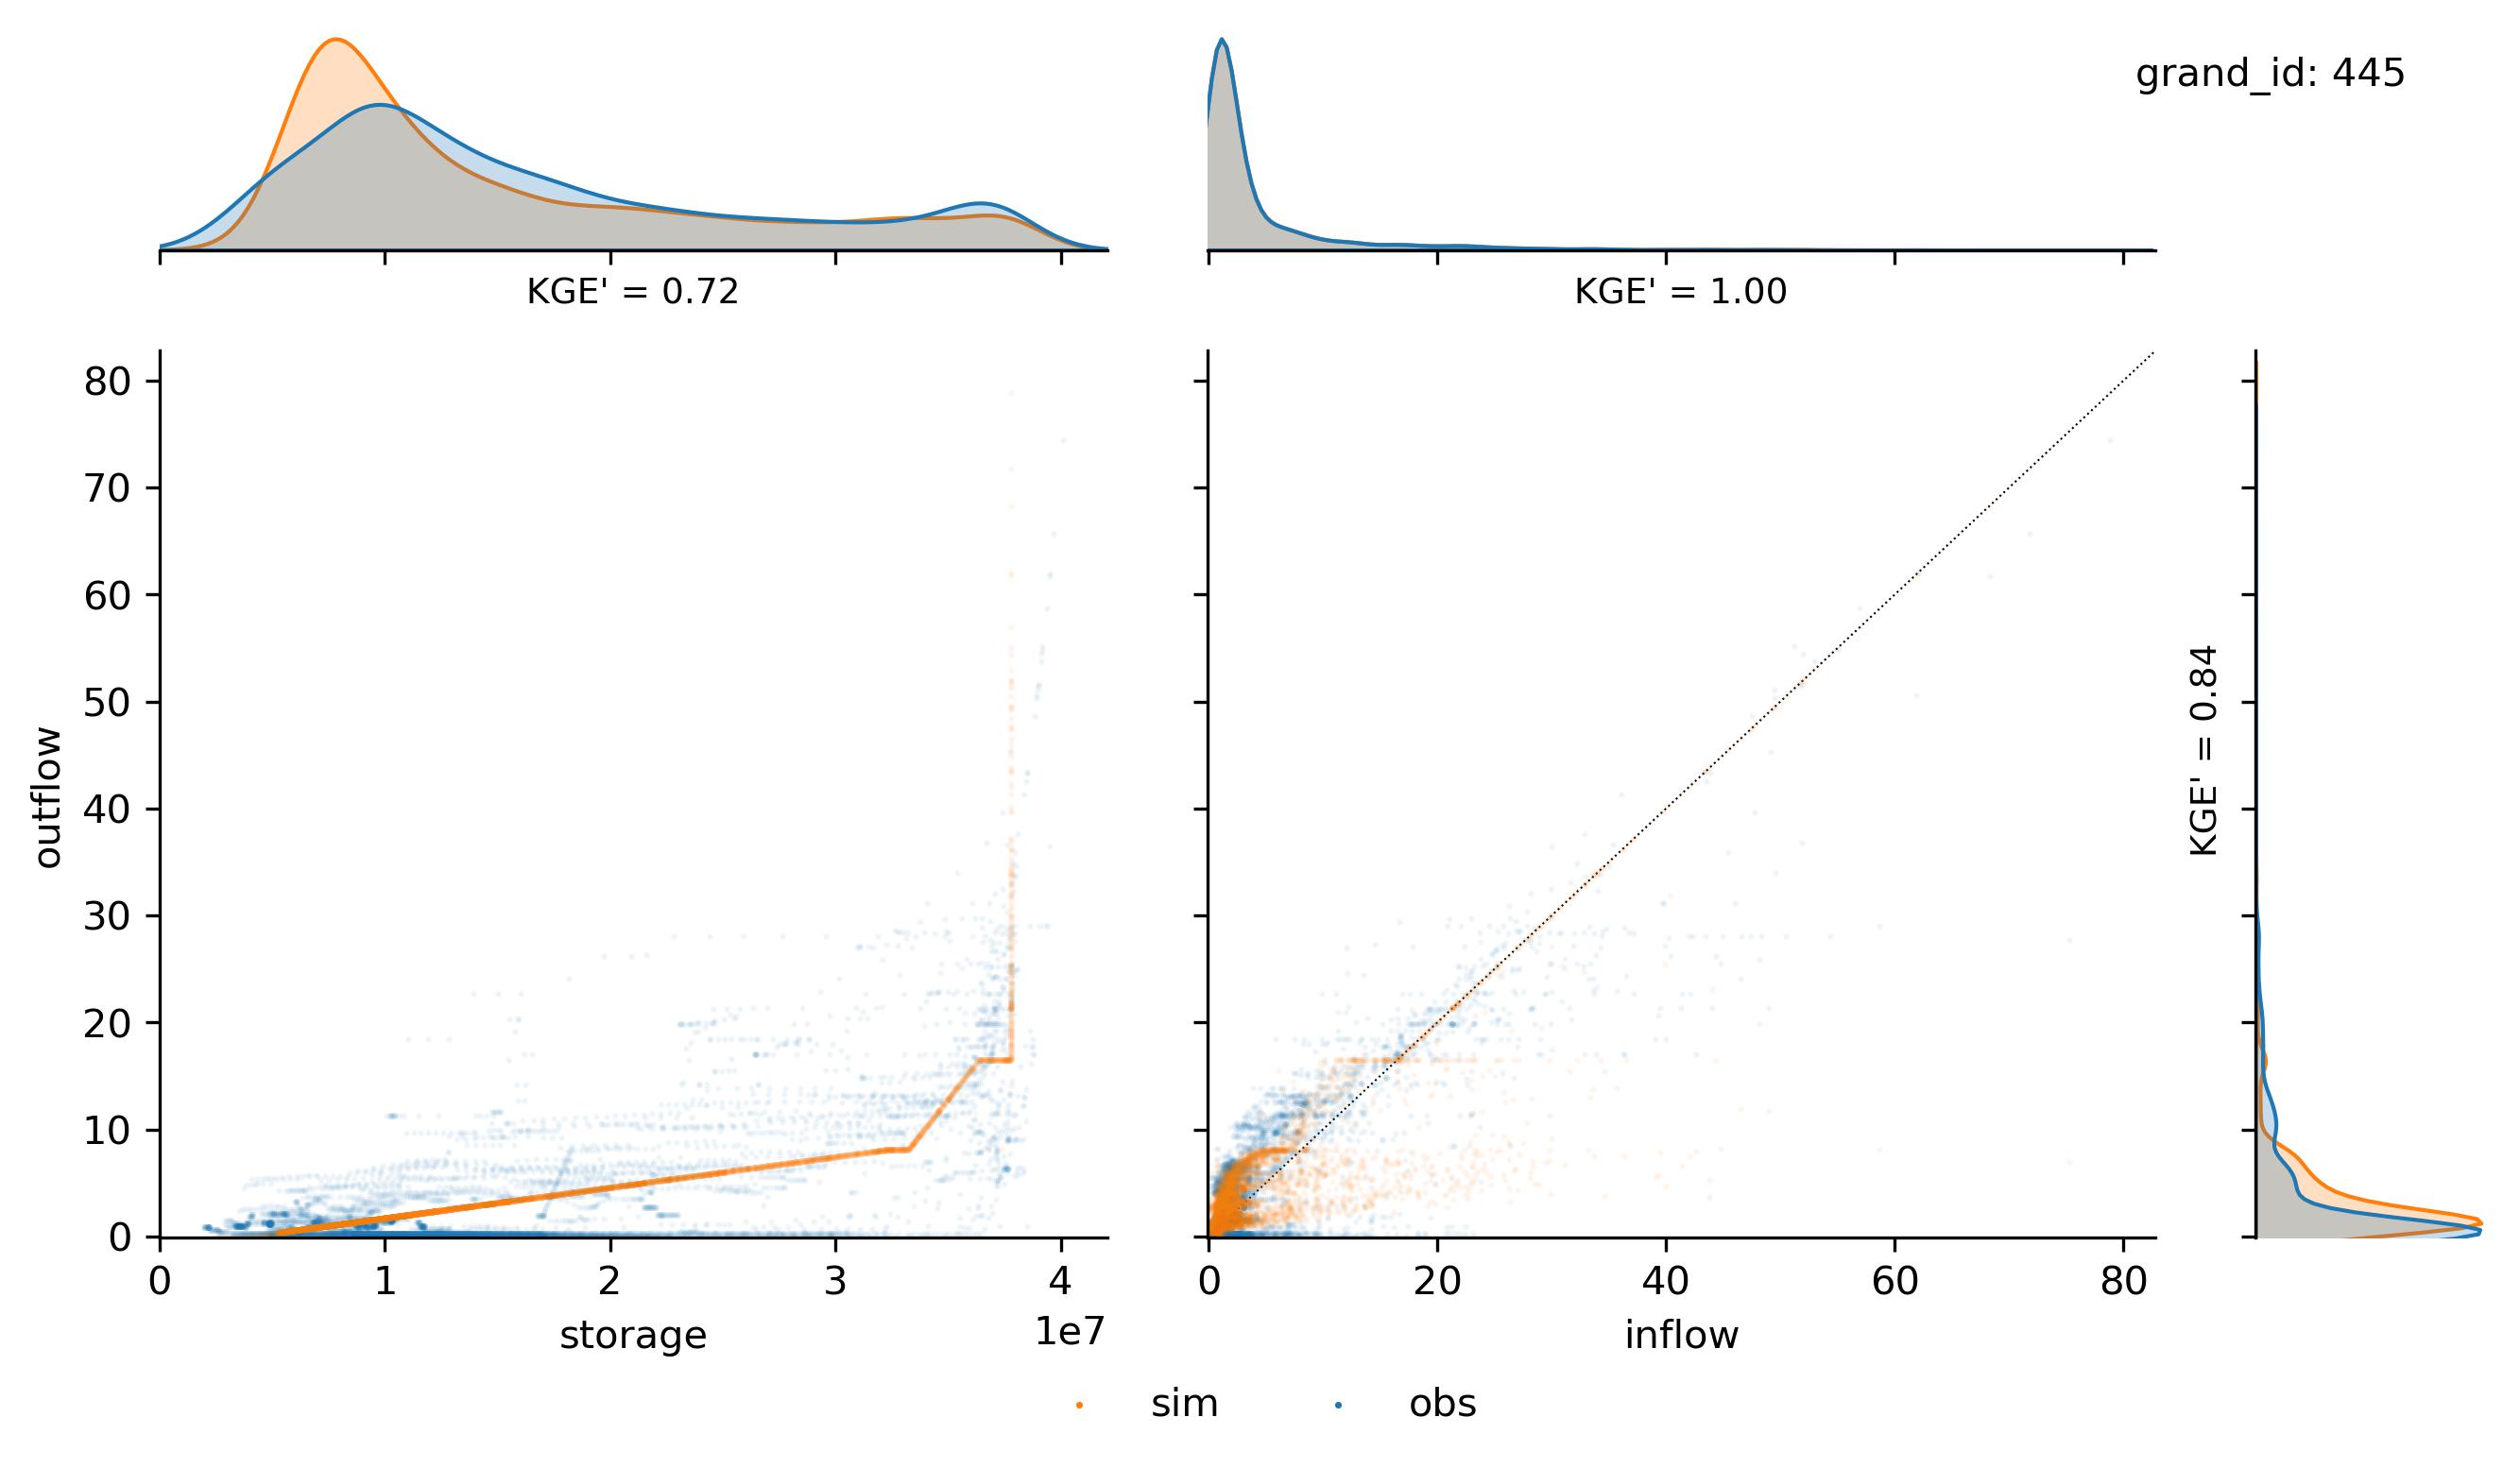 grand_id: 445
KGE' = 0.72
KGE' = 1.00
80
70
60
50
40
30
20
10
0
outflow
KGE' = 0.84
0 1 2 3 4
1e7
storage
0 20 40 60 80
inflow
sim obs